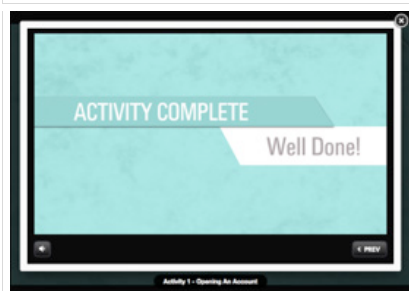 ACTIVITY COMPLETE
Well Done!
< PREV
Activity 1 - Opening An Account